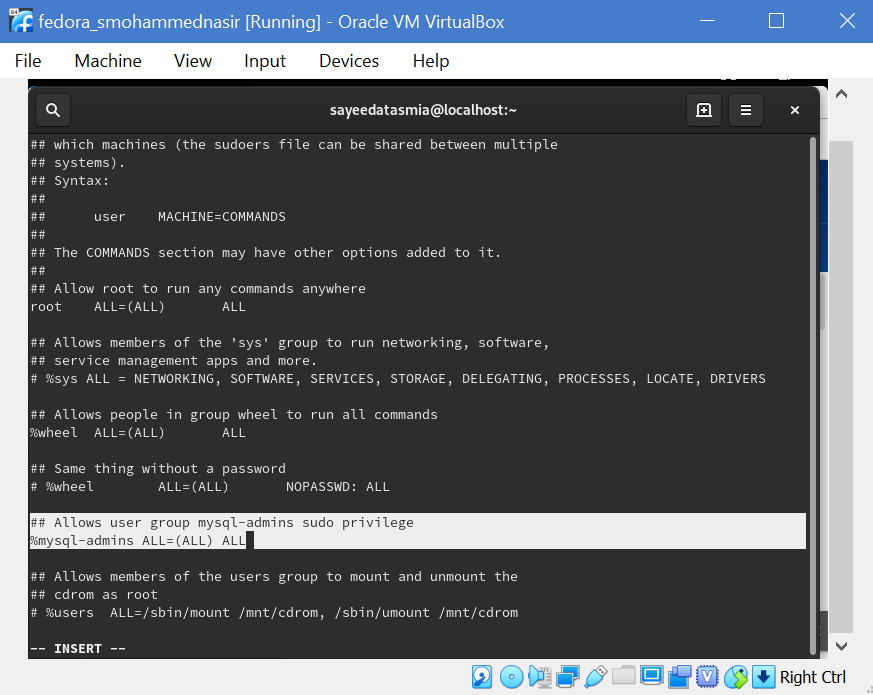 fedora_smohammednasir [Running] - Oracle VM VirtualBox
File Machine View Input Devices Help
sayeedatasmia@localhost:~
## which machines (the sudoers file can be shared between multiple
## systems).
## Syntax:
##
##      user    MACHINE=COMMANDS
##
## The COMMANDS section may have other options added to it.
##
## Allow root to run any commands anywhere
root    ALL=(ALL)       ALL
## Allows members of the 'sys' group to run networking, software,
## service management apps and more.
# %sys ALL = NETWORKING, SOFTWARE, SERVICES, STORAGE, DELEGATING, PROCESSES, LOCATE, DRIVERS
## Allows people in group wheel to run all commands
%wheel  ALL=(ALL)       ALL
## Same thing without a password
# %wheel        ALL=(ALL)       NOPASSWD: ALL
## Allows user group mysql-admins sudo privilege
%mysql-admins ALL=(ALL) ALL
## Allows members of the users group to mount and unmount the
## cdrom as root
# %users  ALL=/sbin/mount /mnt/cdrom, /sbin/umount /mnt/cdrom
-- INSERT --
Right Ctrl